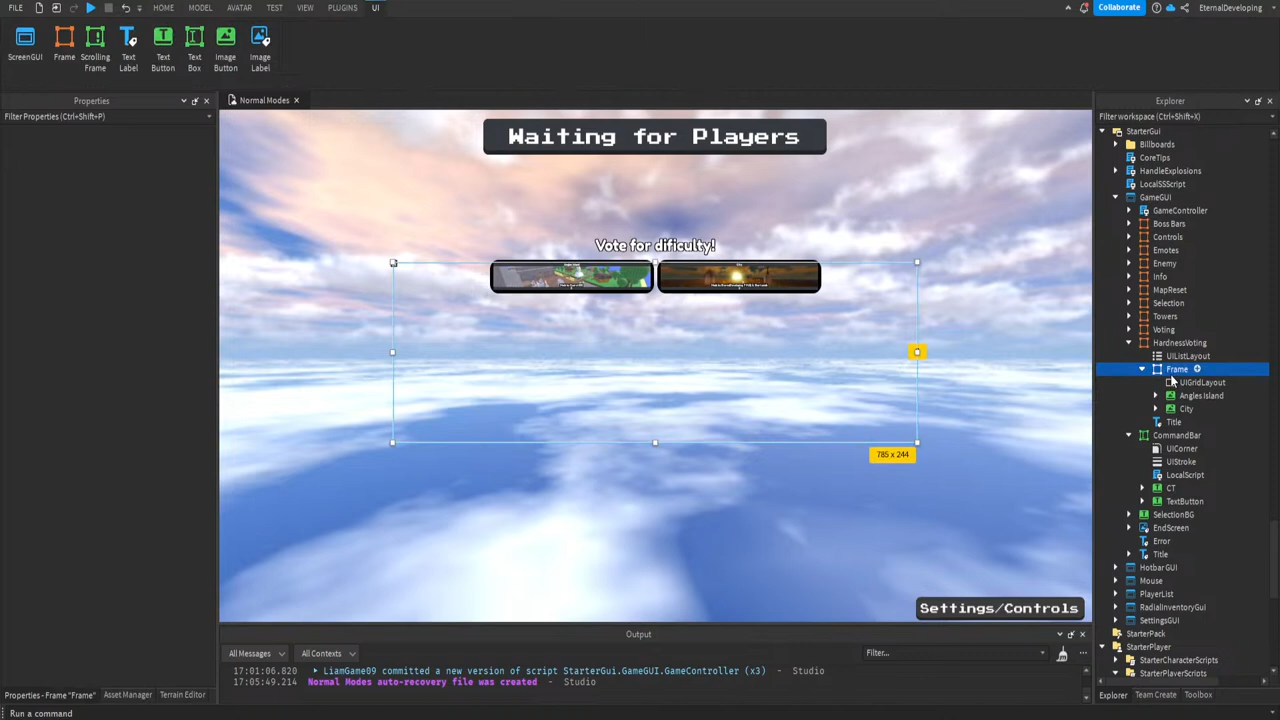 FILE
HOME
MODEL
AVATAR
TEST
VIEW
PLUGINS
UI
Collaborate
EternalDeveloping
ScreenGUI
Frame
Scrolling
Frame
Text
Label
Text
Button
Text
Box
Image
Button
Image
Label
Properties
Filter Properties (Ctrl+Shift+P)
Normal Modes
Explorer
Filter workspace (Ctrl+Shift+X)
Waiting for Players
Vote for dificulty!
785 x 244
Settings/Controls
StarterGui
Billboards
CoreTips
HandleExplosions
LocalSSScript
GameGUI
GameController
Boss Bars
Controls
Emotes
Enemy
Info
MapReset
Selection
Towers
Voting
HardnessVoting
UIListLayout
Frame
UIGridLayout
Angles Island
City
Title
CommandBar
UICorner
UIStroke
LocalScript
CT
TextButton
SelectionBG
EndScreen
Error
Title
Hotbar GUI
Mouse
PlayerList
RadialInventoryGui
SettingsGUI
StarterPack
StarterPlayer
StarterCharacterScripts
StarterPlayerScripts
Output
All Messages
All Contexts
Filter...
17:01:06.820 LiamGame09 committed a new version of script StarterGui.GameGUI.GameController (x3) - Studio
17:05:49.214 Normal Modes auto-recovery file was created - Studio
Properties - Frame "Frame"
Asset Manager
Terrain Editor
Explorer
Team Create
Toolbox
Run a command